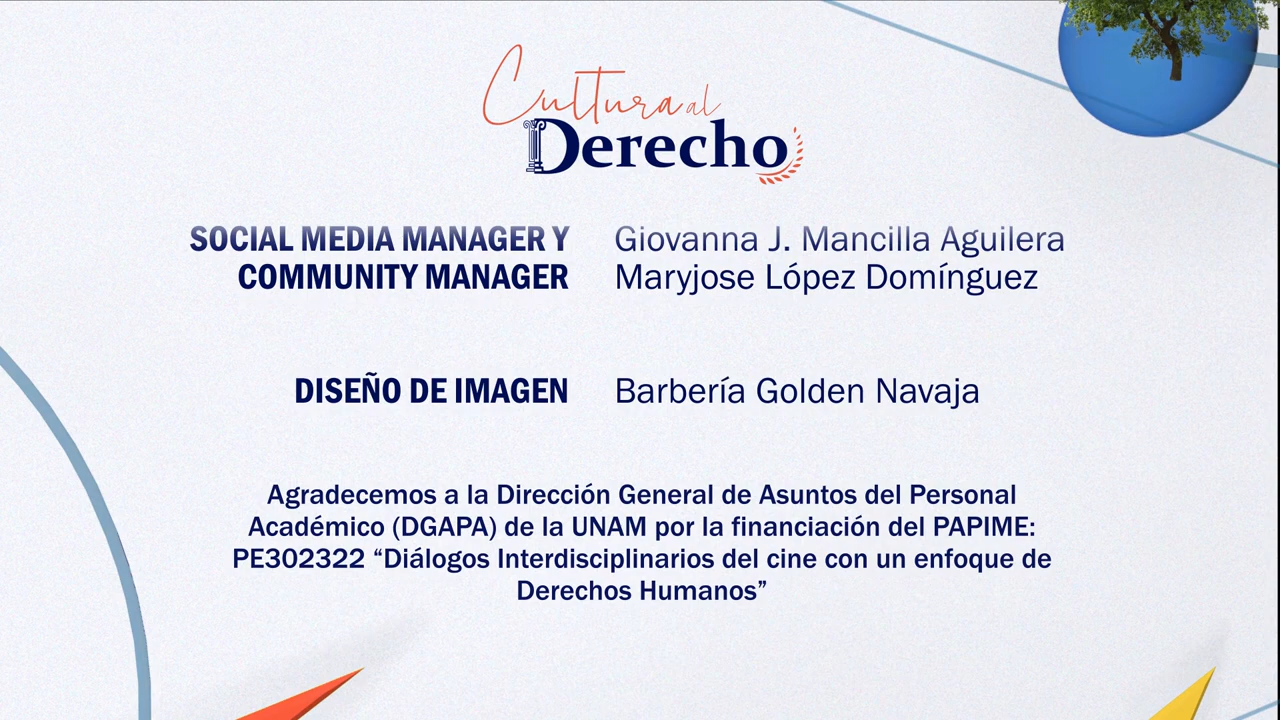 Cultura al
Derecho
SOCIAL MEDIA MANAGER Y Giovanna J. Mancilla Aguilera
COMMUNITY MANAGER Maryjose López Domínguez
DISEÑO DE IMAGEN Barbería Golden Navaja
Agradecemos a la Dirección General de Asuntos del Personal
Académico (DGAPA) de la UNAM por la financiación del PAPIME:
PE302322 “Diálogos Interdisciplinarios del cine con un enfoque de
Derechos Humanos”